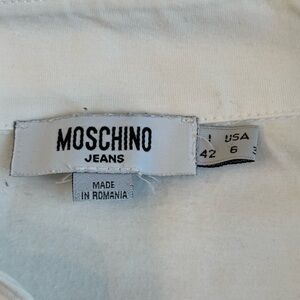 MOSCHINO
JEANS
I USA
42 6
MADE
IN ROMANIA